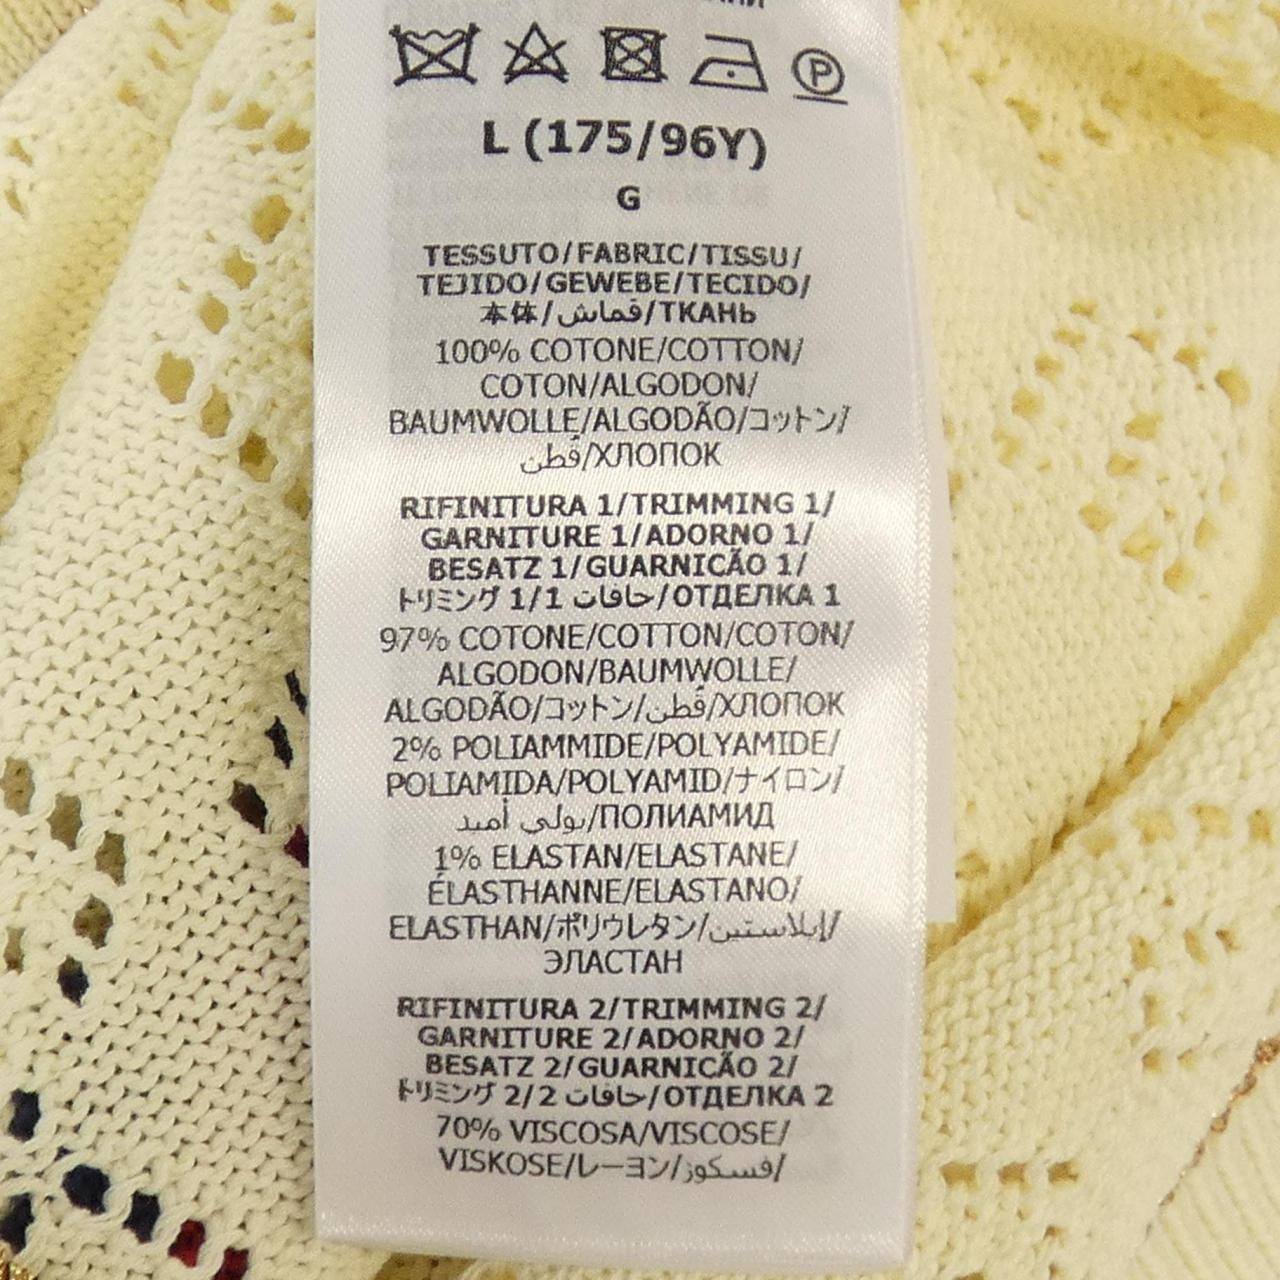 P
L (175/96Y)
G
TESSUTO/FABRIC/TISSU/
TEJIDO/GEWEBE/TECIDO/
本体/قماش/ТКАНЬ
100% COTONE/COTTON/
COTON/ALGODON/
BAUMWOLLE/ALGODÃO/コットン/
قطن/ХЛОПОК
RIFINITURA 1/TRIMMING 1/
GARNITURE 1/ADORNO 1/
BESATZ 1/GUARNICÃO 1/
トリミング 1/1 حافات/ОТДЕЛКА 1
97% COTONE/COTTON/COTON/
ALGODON/BAUMWOLLE/
ALGODÃO/コットン/قطن/ХЛОПОК
2% POLIAMMIDE/POLYAMIDE/
POLIAMIDA/POLYAMID/ナイロン/
بولي أميد/ПОЛИАМИД
1% ELASTAN/ELASTANE/
ÉLASTHANNE/ELASTANO/
ELASTHAN/ポリウレタン/إيلاستين/
ЭЛАСТАН
RIFINITURA 2/TRIMMING 2/
GARNITURE 2/ADORNO 2/
BESATZ 2/GUARNICÃO 2/
トリミング 2/2 حافات/ОТДЕЛКА 2
70% VISCOSA/VISCOSE/
VISKOSE/レーヨン/فسكوز/